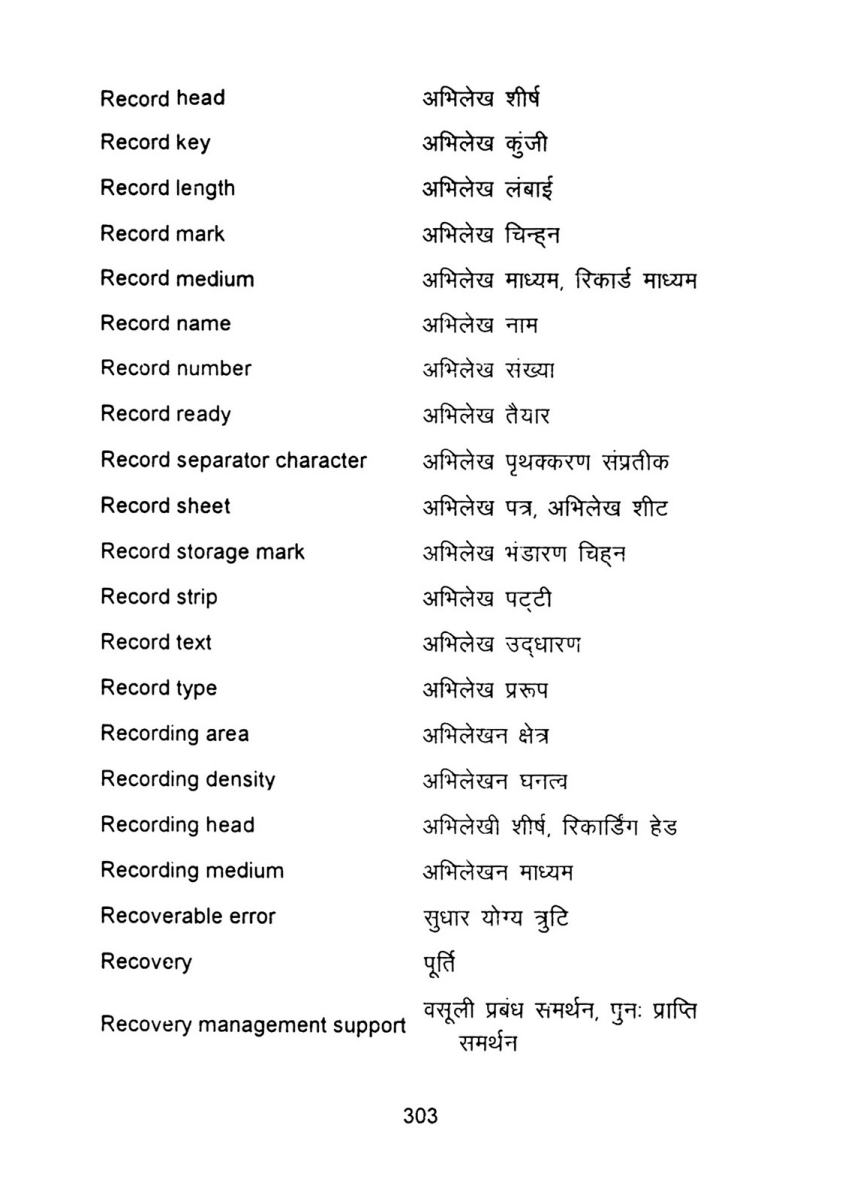 Record head अभिलेख शीर्ष
Record key अभिलेख कुंजी
Record length अभिलेख लंबाई
Record mark अभिलेख चिन्ह्न
Record medium अभिलेख माध्यम, रिकार्ड माध्यम
Record name अभिलेख नाम
Record number अभिलेख संख्या
Record ready अभिलेख तैयार
Record separator character अभिलेख पृथक्करण संप्रतीक
Record sheet अभिलेख पत्र, अभिलेख शीट
Record storage mark अभिलेख भंडारण चिह्न
Record strip अभिलेख पट्टी
Record text अभिलेख उद्धारण
Record type अभिलेख प्ररूप
Recording area अभिलेखन क्षेत्र
Recording density अभिलेखन घनत्व
Recording head अभिलेखी शीर्ष, रिकार्डिंग हेड
Recording medium अभिलेखन माध्यम
Recoverable error सुधार योग्य त्रुटि
Recovery पूर्ति
Recovery management support वसूली प्रबंध समर्थन, पुनः प्राप्ति
समर्थन
303